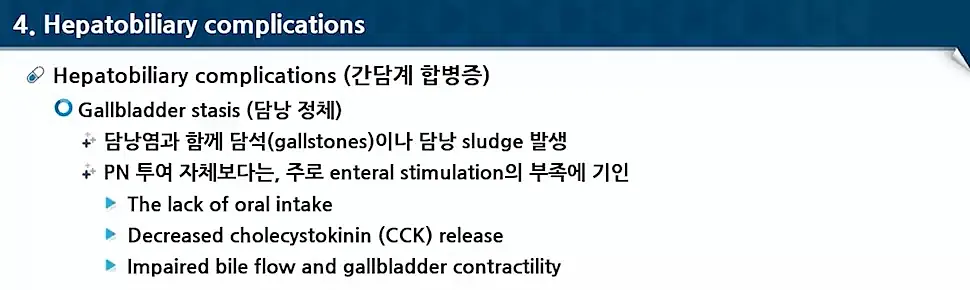 4. Hepatobiliary complications
Hepatobiliary complications (간담계 합병증)
Gallbladder stasis (담낭 정체)
담낭염과 함께 담석(gallstones)이나 담낭 sludge 발생
PN 투여 자체보다는, 주로 enteral stimulation의 부족에 기인
The lack of oral intake
Decreased cholecystokinin (CCK) release
Impaired bile flow and gallbladder contractility